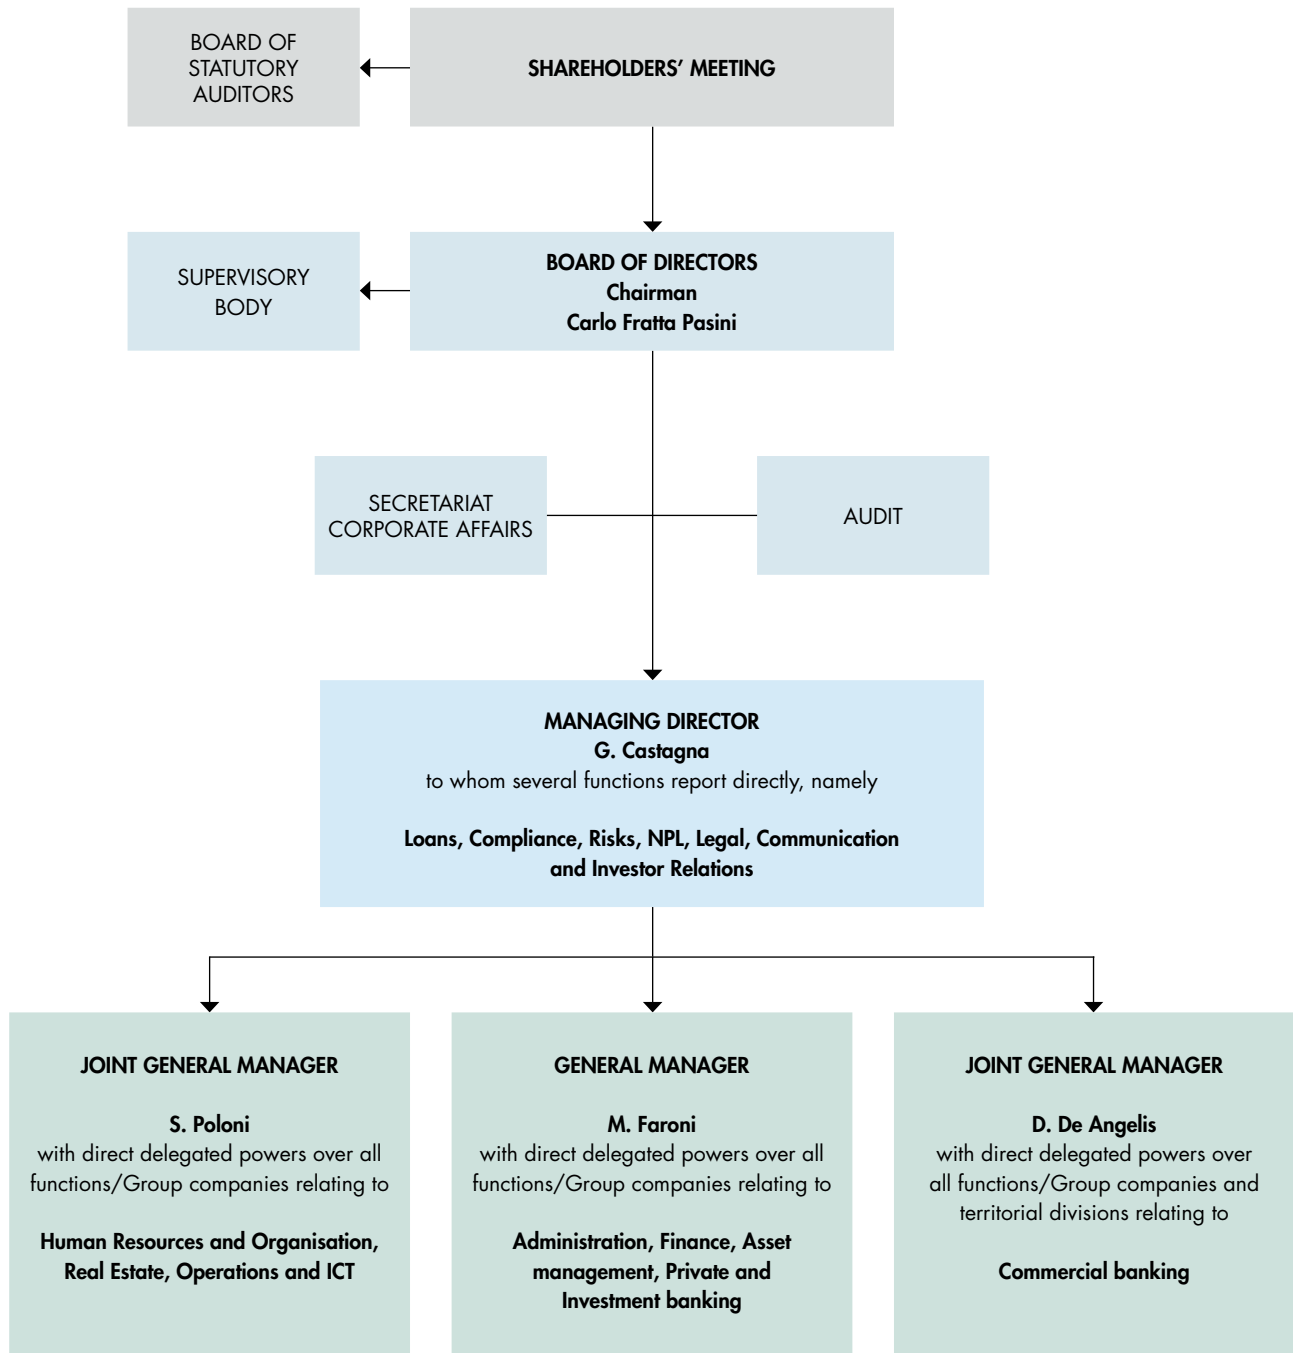 BOARD OF
STATUTORY
AUDITORS
SHAREHOLDERS’ MEETING
SUPERVISORY
BODY
BOARD OF DIRECTORS
Chairman
Carlo Fratta Pasini
SECRETARIAT
CORPORATE AFFAIRS
AUDIT
MANAGING DIRECTOR
G. Castagna
to whom several functions report directly, namely
Loans, Compliance, Risks, NPL, Legal, Communication
and Investor Relations
JOINT GENERAL MANAGER
S. Poloni
with direct delegated powers over all
functions/Group companies relating to
Human Resources and Organisation,
Real Estate, Operations and ICT
GENERAL MANAGER
M. Faroni
with direct delegated powers over all
functions/Group companies relating to
Administration, Finance, Asset
management, Private and
Investment banking
JOINT GENERAL MANAGER
D. De Angelis
with direct delegated powers over
all functions/Group companies and
territorial divisions relating to
Commercial banking